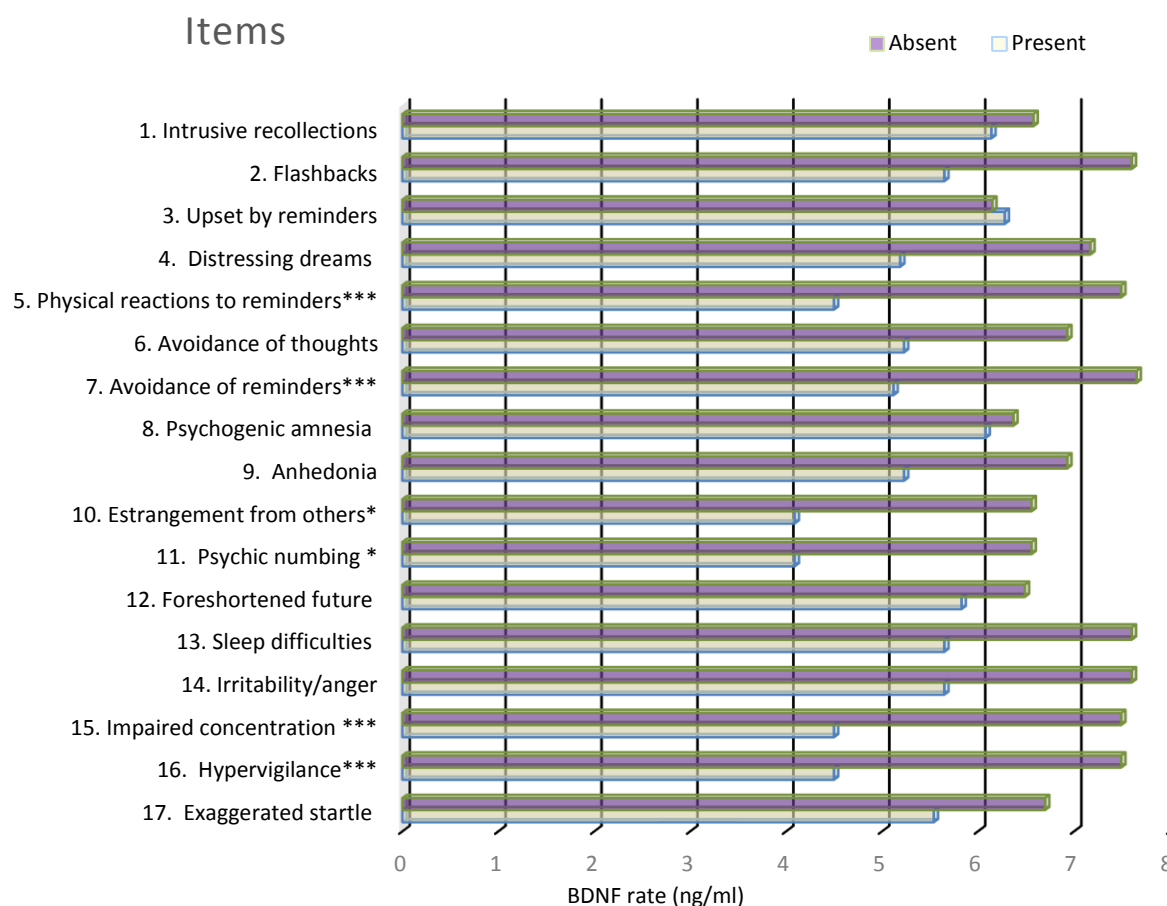 Items
Absent Present
1. Intrusive recollections
2. Flashbacks
3. Upset by reminders
4. Distressing dreams
5. Physical reactions to reminders***
6. Avoidance of thoughts
7. Avoidance of reminders***
8. Psychogenic amnesia
9. Anhedonia
10. Estrangement from others*
11. Psychic numbing *
12. Foreshortened future
13. Sleep difficulties
14. Irritability/anger
15. Impaired concentration ***
16. Hypervigilance***
17. Exaggerated startle
0 1 2 3 4 5 6 7 8
BDNF rate (ng/ml)